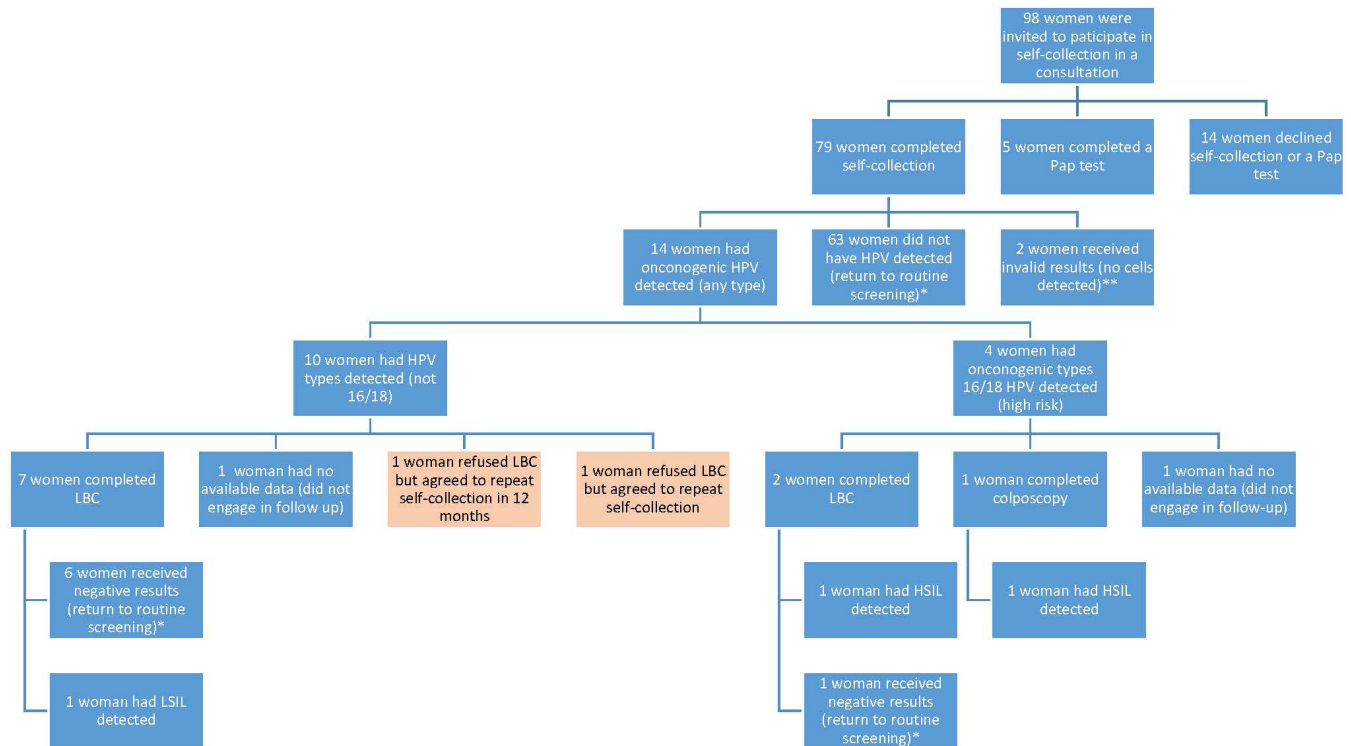 98 women were
invited to paticipate in
self-collection in a
consultation
79 women completed
self-collection
5 women completed a
Pap test
14 women declined
self-collection or a Pap
test
14 women had
onconogenic HPV
detected (any type)
63 women did not
have HPV detected
(return to routine
screening)*
2 women received
invalid results (no cells
detected)**
10 women had HPV
types detected (not
16/18)
4 women had
onconogenic types
16/18 HPV detected
(high risk)
7 women completed
LBC
1 woman had no
available data (did not
engage in follow up)
1 woman refused LBC
but agreed to repeat
self-collection in 12
months
1 woman refused LBC
but agreed to repeat
self-collection
2 women completed
LBC
1 woman completed
colposcopy
1 woman had no
available data (did not
engage in follow-up)
6 women received
negative results
(return to routine
screening)*
1 woman had HSIL
detected
1 woman had HSIL
detected
1 woman had LSIL
detected
1 woman received
negative results
(return to routine
screening)*